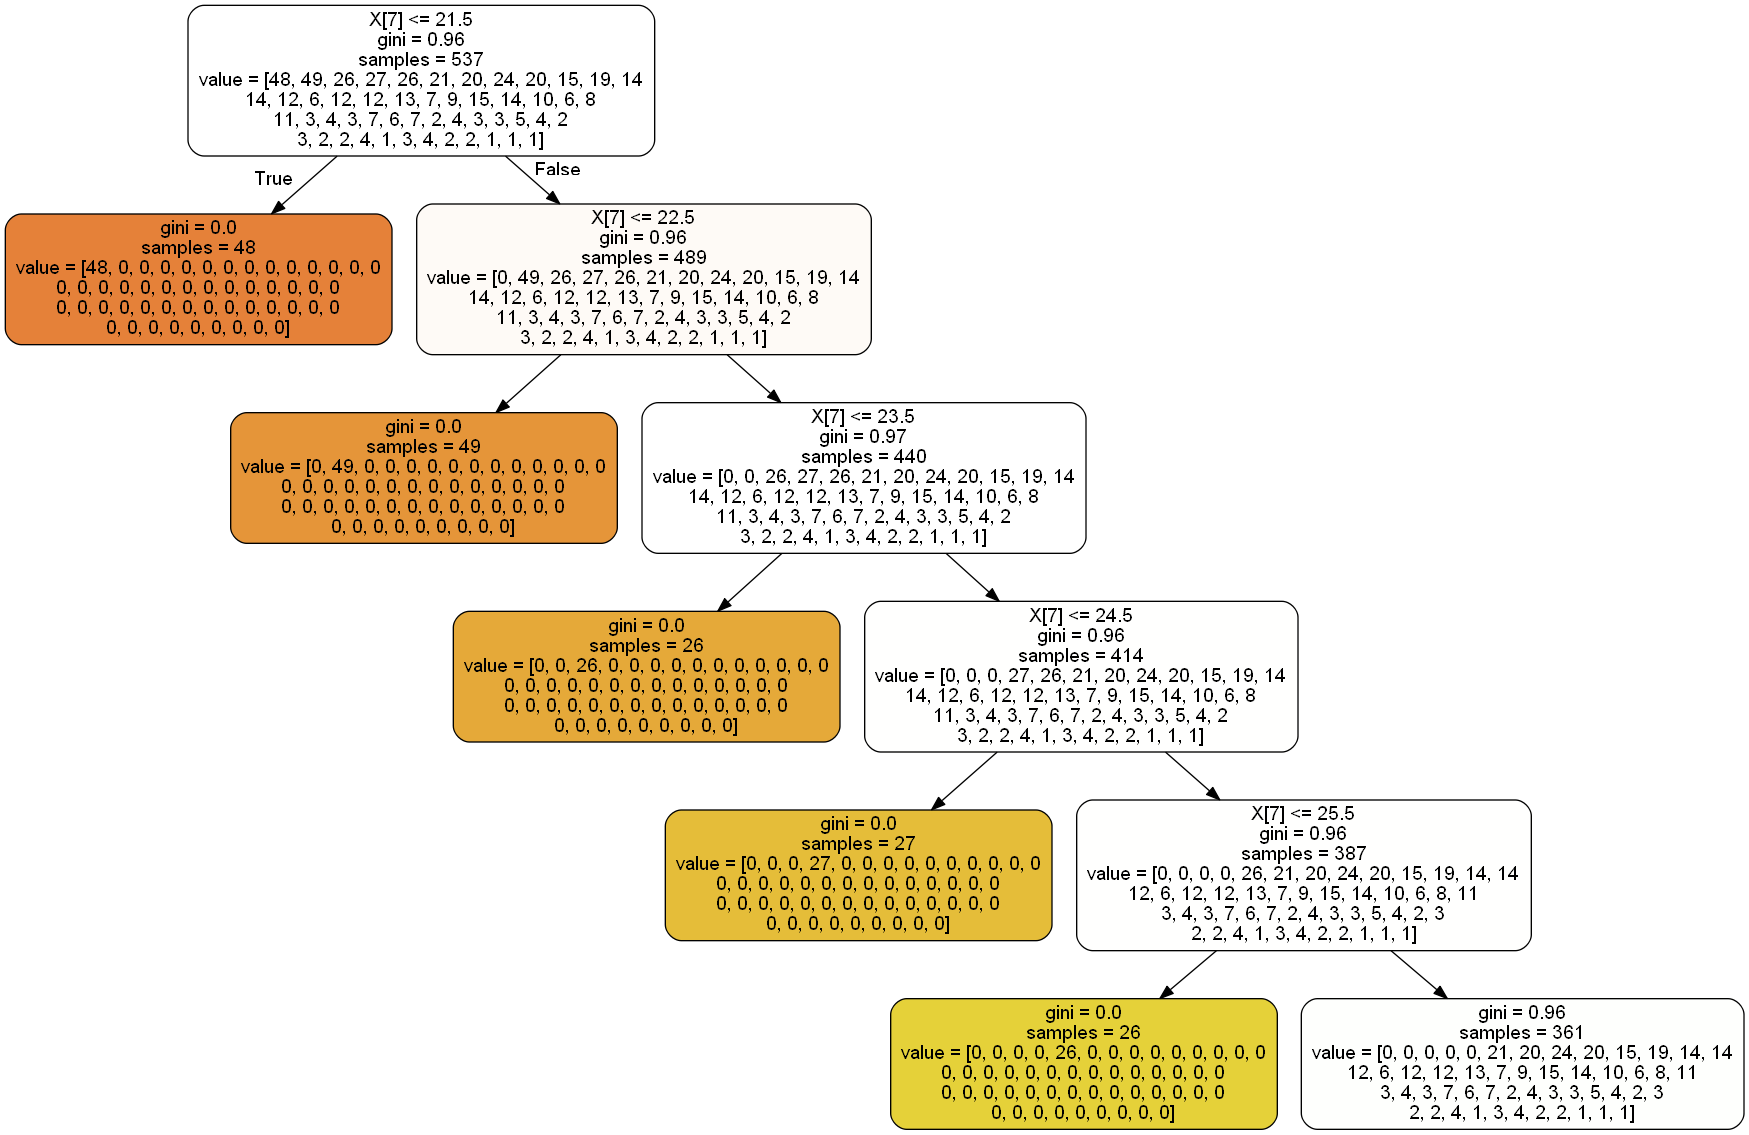 X[7] <= 21.5
gini = 0.96
samples = 537
value = [48, 49, 26, 27, 26, 21, 20, 24, 20, 15, 19, 14
14, 12, 6, 12, 12, 13, 7, 9, 15, 14, 10, 6, 8
11, 3, 4, 3, 7, 6, 7, 2, 4, 3, 3, 5, 4, 2
3, 2, 2, 4, 1, 3, 4, 2, 2, 1, 1, 1]
True
False
gini = 0.0
samples = 48
value = [48, 0, 0, 0, 0, 0, 0, 0, 0, 0, 0, 0, 0, 0
0, 0, 0, 0, 0, 0, 0, 0, 0, 0, 0, 0, 0, 0
0, 0, 0, 0, 0, 0, 0, 0, 0, 0, 0, 0, 0, 0
0, 0, 0, 0, 0, 0, 0, 0, 0]
X[7] <= 22.5
gini = 0.96
samples = 489
value = [0, 49, 26, 27, 26, 21, 20, 24, 20, 15, 19, 14
14, 12, 6, 12, 12, 13, 7, 9, 15, 14, 10, 6, 8
11, 3, 4, 3, 7, 6, 7, 2, 4, 3, 3, 5, 4, 2
3, 2, 2, 4, 1, 3, 4, 2, 2, 1, 1, 1]
gini = 0.0
samples = 49
value = [0, 49, 0, 0, 0, 0, 0, 0, 0, 0, 0, 0, 0, 0
0, 0, 0, 0, 0, 0, 0, 0, 0, 0, 0, 0, 0, 0
0, 0, 0, 0, 0, 0, 0, 0, 0, 0, 0, 0, 0, 0
0, 0, 0, 0, 0, 0, 0, 0, 0]
X[7] <= 23.5
gini = 0.97
samples = 440
value = [0, 0, 26, 27, 26, 21, 20, 24, 20, 15, 19, 14
14, 12, 6, 12, 12, 13, 7, 9, 15, 14, 10, 6, 8
11, 3, 4, 3, 7, 6, 7, 2, 4, 3, 3, 5, 4, 2
3, 2, 2, 4, 1, 3, 4, 2, 2, 1, 1, 1]
gini = 0.0
samples = 26
value = [0, 0, 26, 0, 0, 0, 0, 0, 0, 0, 0, 0, 0, 0
0, 0, 0, 0, 0, 0, 0, 0, 0, 0, 0, 0, 0, 0
0, 0, 0, 0, 0, 0, 0, 0, 0, 0, 0, 0, 0, 0
0, 0, 0, 0, 0, 0, 0, 0, 0]
X[7] <= 24.5
gini = 0.96
samples = 414
value = [0, 0, 0, 27, 26, 21, 20, 24, 20, 15, 19, 14
14, 12, 6, 12, 12, 13, 7, 9, 15, 14, 10, 6, 8
11, 3, 4, 3, 7, 6, 7, 2, 4, 3, 3, 5, 4, 2
3, 2, 2, 4, 1, 3, 4, 2, 2, 1, 1, 1]
gini = 0.0
samples = 27
value = [0, 0, 0, 27, 0, 0, 0, 0, 0, 0, 0, 0, 0, 0
0, 0, 0, 0, 0, 0, 0, 0, 0, 0, 0, 0, 0, 0
0, 0, 0, 0, 0, 0, 0, 0, 0, 0, 0, 0, 0, 0
0, 0, 0, 0, 0, 0, 0, 0, 0]
X[7] <= 25.5
gini = 0.96
samples = 387
value = [0, 0, 0, 0, 26, 21, 20, 24, 20, 15, 19, 14, 14
12, 6, 12, 12, 13, 7, 9, 15, 14, 10, 6, 8, 11
3, 4, 3, 7, 6, 7, 2, 4, 3, 3, 5, 4, 2, 3
2, 2, 4, 1, 3, 4, 2, 2, 1, 1, 1]
gini = 0.0
samples = 26
value = [0, 0, 0, 0, 26, 0, 0, 0, 0, 0, 0, 0, 0, 0
0, 0, 0, 0, 0, 0, 0, 0, 0, 0, 0, 0, 0, 0
0, 0, 0, 0, 0, 0, 0, 0, 0, 0, 0, 0, 0, 0
0, 0, 0, 0, 0, 0, 0, 0, 0]
gini = 0.96
samples = 361
value = [0, 0, 0, 0, 0, 21, 20, 24, 20, 15, 19, 14, 14
12, 6, 12, 12, 13, 7, 9, 15, 14, 10, 6, 8, 11
3, 4, 3, 7, 6, 7, 2, 4, 3, 3, 5, 4, 2, 3
2, 2, 4, 1, 3, 4, 2, 2, 1, 1, 1]